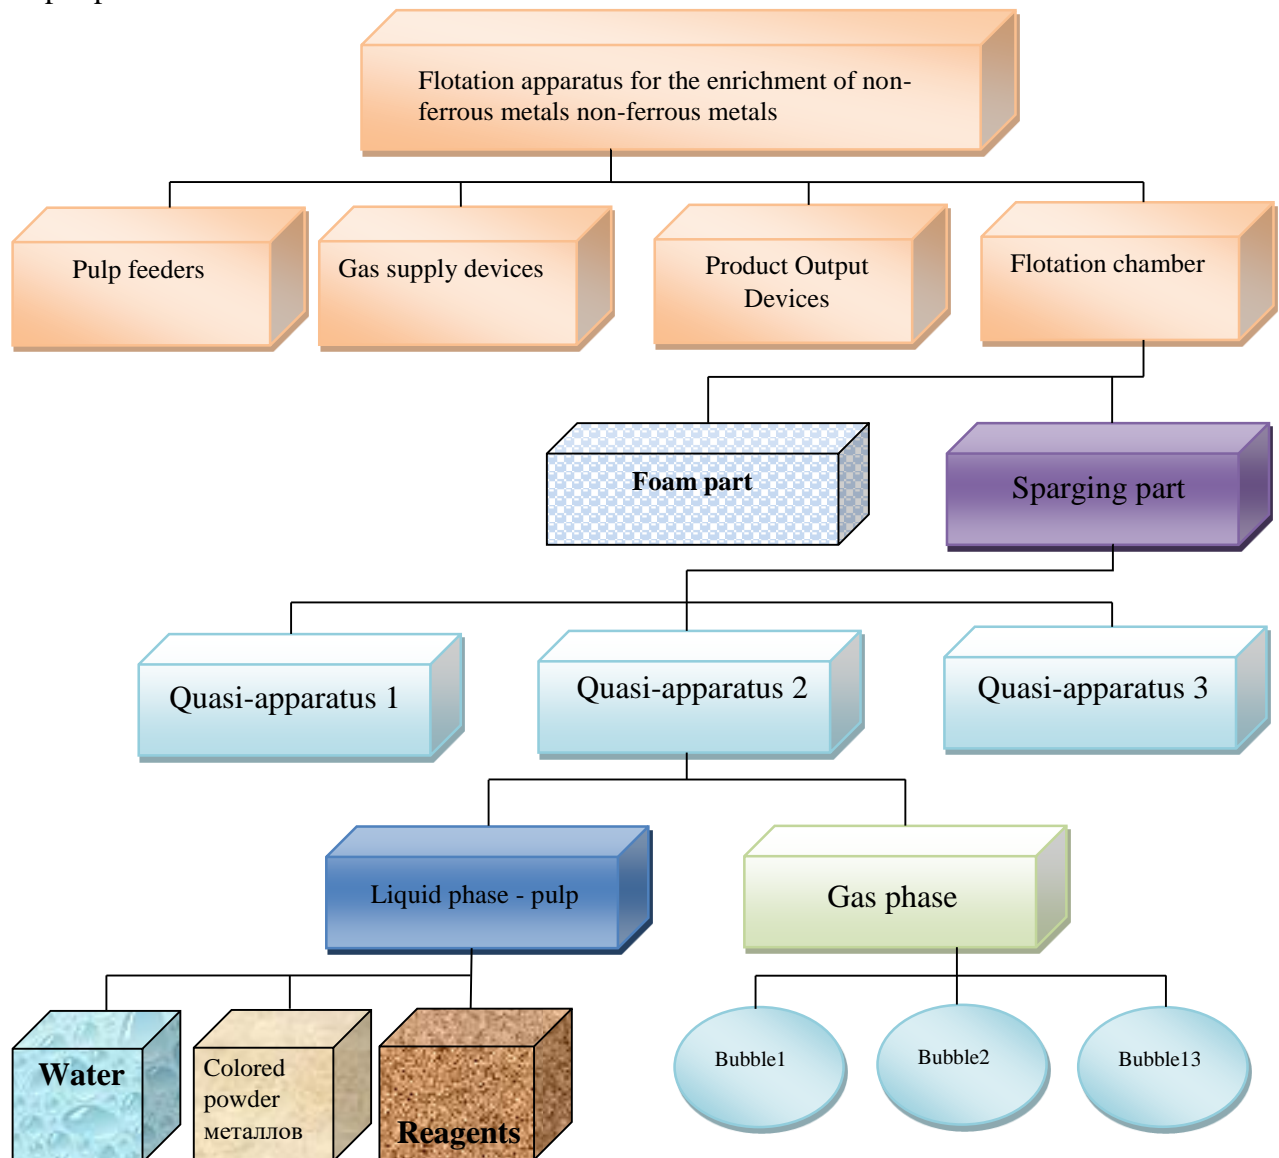 Flotation apparatus for the enrichment of non-
ferrous metals non-ferrous metals
Pulp feeders
Gas supply devices
Product Output
Devices
Flotation chamber
Foam part
Sparging part
Quasi-apparatus 1
Quasi-apparatus 2
Quasi-apparatus 3
Liquid phase - pulp
Gas phase
Water
Colored
powder
металлов
Reagents
Bubble1
Bubble2
Bubble13